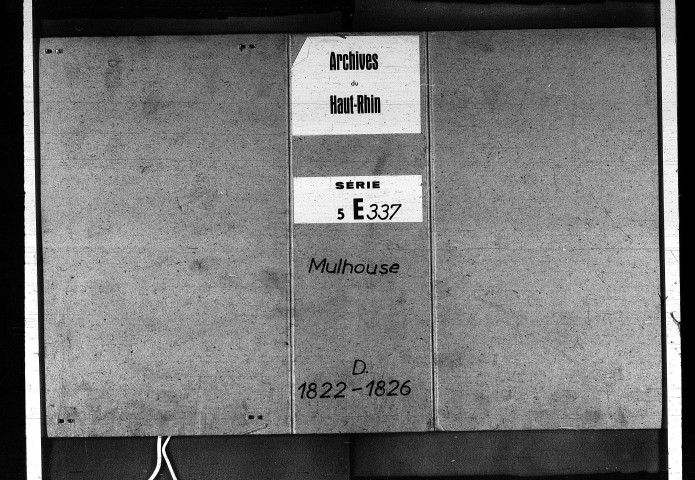 Archives
du
Haut-Rhin
SÉRIE
5 E 337
Mulhouse
D.
1822-1826